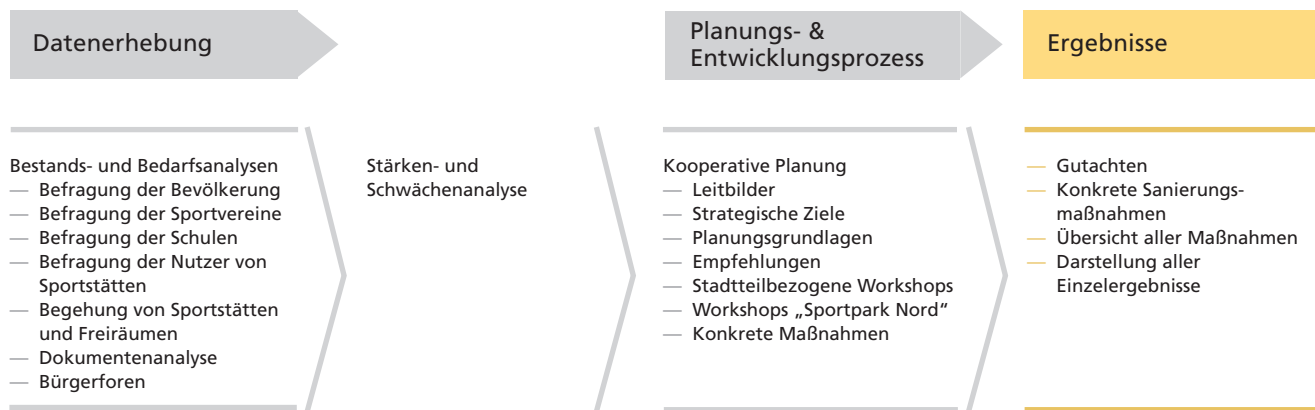 Datenerhebung
Planungs- &
Entwicklungsprozess
Ergebnisse
Bestands- und Bedarfsanalysen
— Befragung der Bevölkerung
— Befragung der Sportvereine
— Befragung der Schulen
— Befragung der Nutzer von
Sportstätten
— Begehung von Sportstätten
und Freiräumen
— Dokumentenanalyse
— Bürgerforen
Stärken- und
Schwächenanalyse
Kooperative Planung
— Leitbilder
— Strategische Ziele
— Planungsgrundlagen
— Empfehlungen
— Stadtteilbezogene Workshops
— Workshops „Sportpark Nord“
— Konkrete Maßnahmen
— Gutachten
— Konkrete Sanierungs-
maßnahmen
— Übersicht aller Maßnahmen
— Darstellung aller
Einzelergebnisse